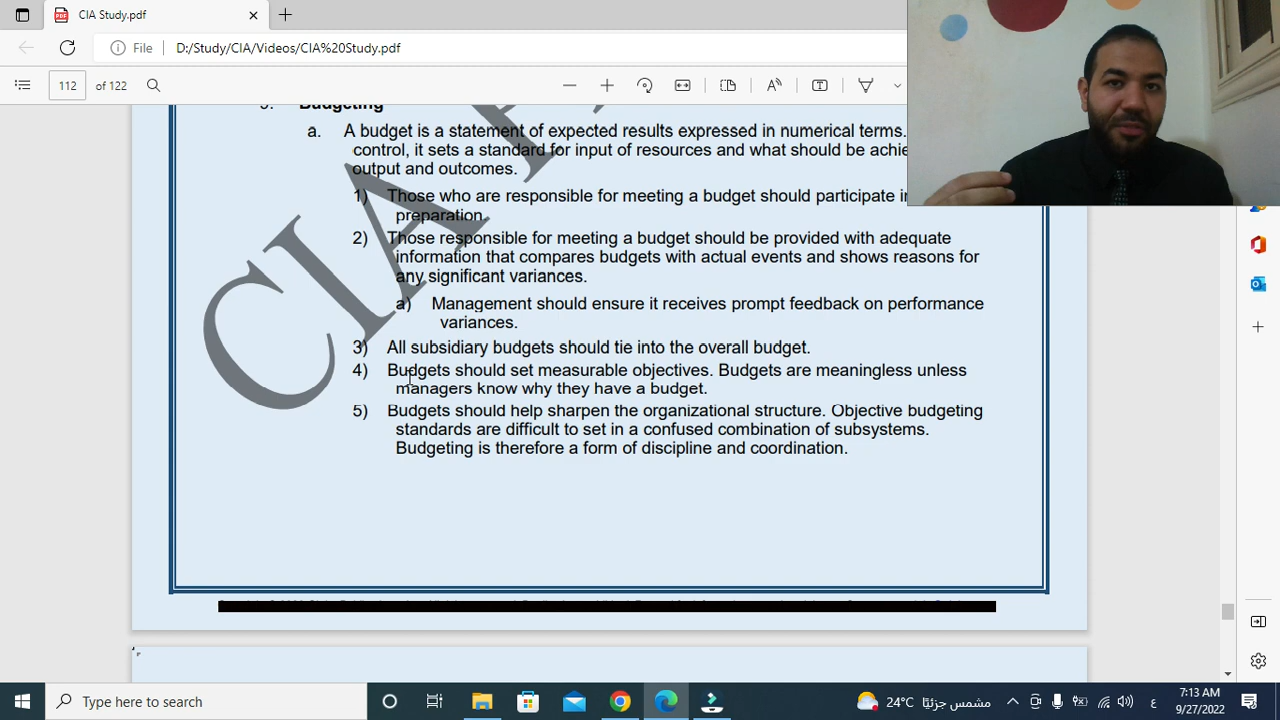 CIA Study.pdf
File
D:/Study/CIA/Videos/CIA%20Study.pdf
112 of 122
Budgeting
a. A budget is a statement of expected results expressed in numerical terms.
control, it sets a standard for input of resources and what should be
output and outcomes.
1) Those who are responsible for meeting a budget should participate
preparation.
2) Those responsible for meeting a budget should be provided with adequate
information that compares budgets with actual events and shows reasons for
any significant variances.
a) Management should ensure it receives prompt feedback on performance
variances.
3) All subsidiary budgets should tie into the overall budget.
4) Budgets should set measurable objectives. Budgets are meaningless unless
managers know why they have a budget.
5) Budgets should help sharpen the organizational structure. Objective budgeting
standards are difficult to set in a confused combination of subsystems.
Budgeting is therefore a form of discipline and coordination.
CIA
Type here to search
24°C مشمس جزئيًا
ع
7:13 AM
9/27/2022